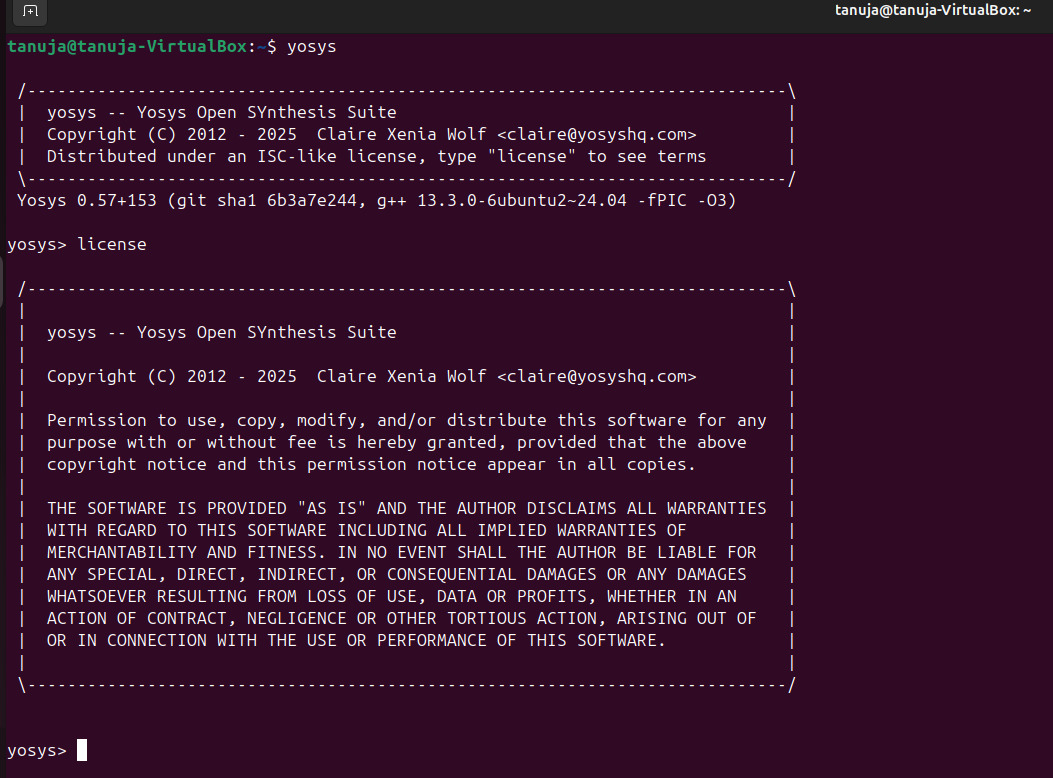 tanuja@tanuja-VirtualBox: ~
tanuja@tanuja-VirtualBox:~$ yosys
/----------------------------------------------------------------------------\
| yosys -- Yosys Open SYnthesis Suite |
| Copyright (C) 2012 - 2025 Claire Xenia Wolf <claire@yosyshq.com> |
| Distributed under an ISC-like license, type "license" to see terms |
\----------------------------------------------------------------------------/
Yosys 0.57+153 (git sha1 6b3a7e244, g++ 13.3.0-6ubuntu2~24.04 -fPIC -O3)
yosys> license
/----------------------------------------------------------------------------\
| |
| yosys -- Yosys Open SYnthesis Suite |
| |
| Copyright (C) 2012 - 2025 Claire Xenia Wolf <claire@yosyshq.com> |
| |
| Permission to use, copy, modify, and/or distribute this software for any |
| purpose with or without fee is hereby granted, provided that the above |
| copyright notice and this permission notice appear in all copies. |
| |
| THE SOFTWARE IS PROVIDED "AS IS" AND THE AUTHOR DISCLAIMS ALL WARRANTIES |
| WITH REGARD TO THIS SOFTWARE INCLUDING ALL IMPLIED WARRANTIES OF |
| MERCHANTABILITY AND FITNESS. IN NO EVENT SHALL THE AUTHOR BE LIABLE FOR |
| ANY SPECIAL, DIRECT, INDIRECT, OR CONSEQUENTIAL DAMAGES OR ANY DAMAGES |
| WHATSOEVER RESULTING FROM LOSS OF USE, DATA OR PROFITS, WHETHER IN AN |
| ACTION OF CONTRACT, NEGLIGENCE OR OTHER TORTIOUS ACTION, ARISING OUT OF |
| OR IN CONNECTION WITH THE USE OR PERFORMANCE OF THIS SOFTWARE. |
| |
\----------------------------------------------------------------------------/
yosys>